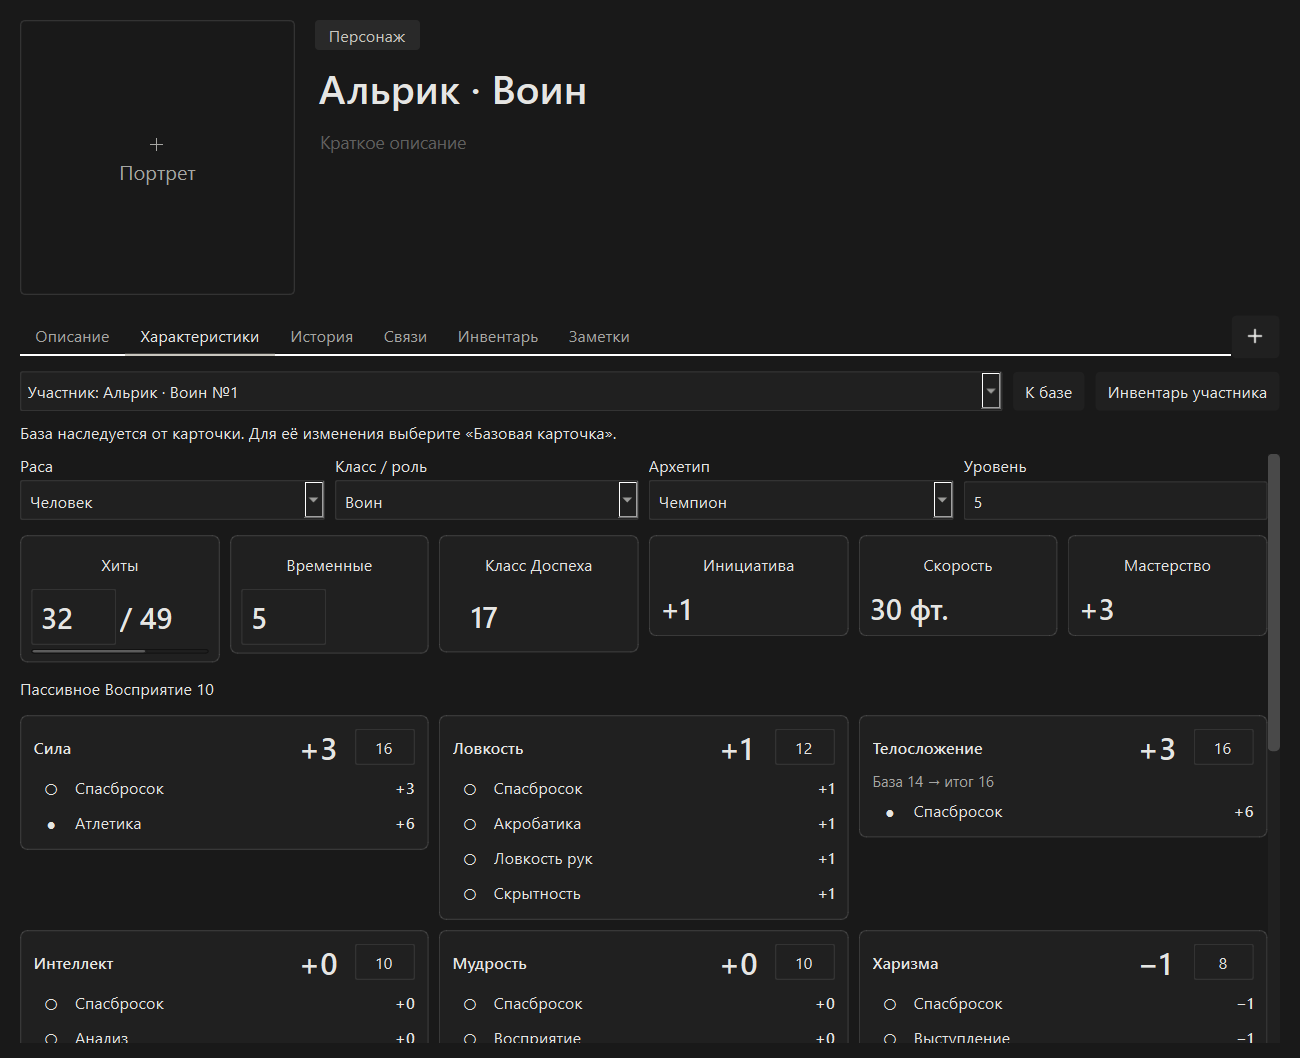 Персонаж
Альрик · Воин
Краткое описание
+
Портрет
Описание Характеристики История Связи Инвентарь Заметки +
Участник: Альрик · Воин №1 К базе Инвентарь участника
База наследуется от карточки. Для её изменения выберите «Базовая карточка».
Раса Класс / роль Архетип Уровень
Человек Воин Чемпион 5
Хиты Временные Класс Доспеха Инициатива Скорость Мастерство
32 / 49 5 17 +1 30 фт. +3
Пассивное Восприятие 10
Сила +3 16
Спасбросок +3
Атлетика +6
Ловкость +1 12
Спасбросок +1
Акробатика +1
Ловкость рук +1
Скрытность +1
Телосложение +3 16
База 14 → итог 16
Спасбросок +6
Интеллект +0 10
Спасбросок +0
Анализ +0
Мудрость +0 10
Спасбросок +0
Восприятие +0
Харизма −1 8
Спасбросок −1
Выступление −1